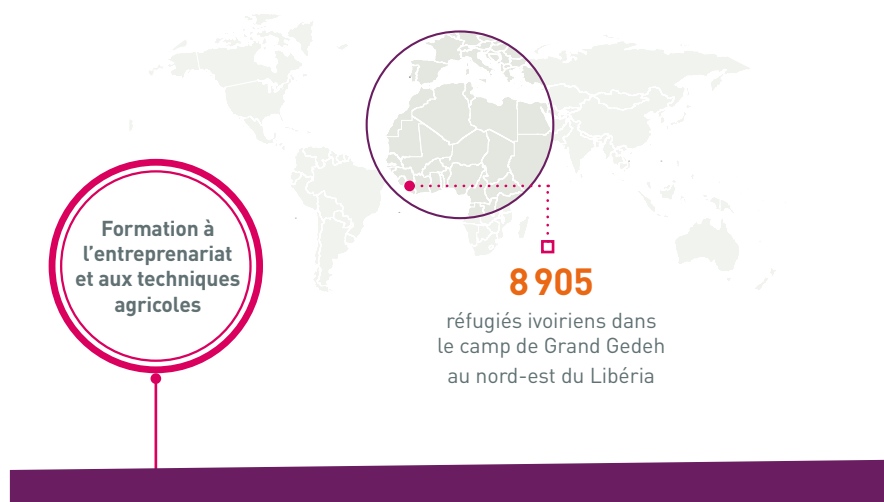 Formation à
l'entreprenariat
et aux techniques
agricoles
8 905
réfugiés ivoiriens dans
le camp de Grand Gedeh
au nord-est du Libéria